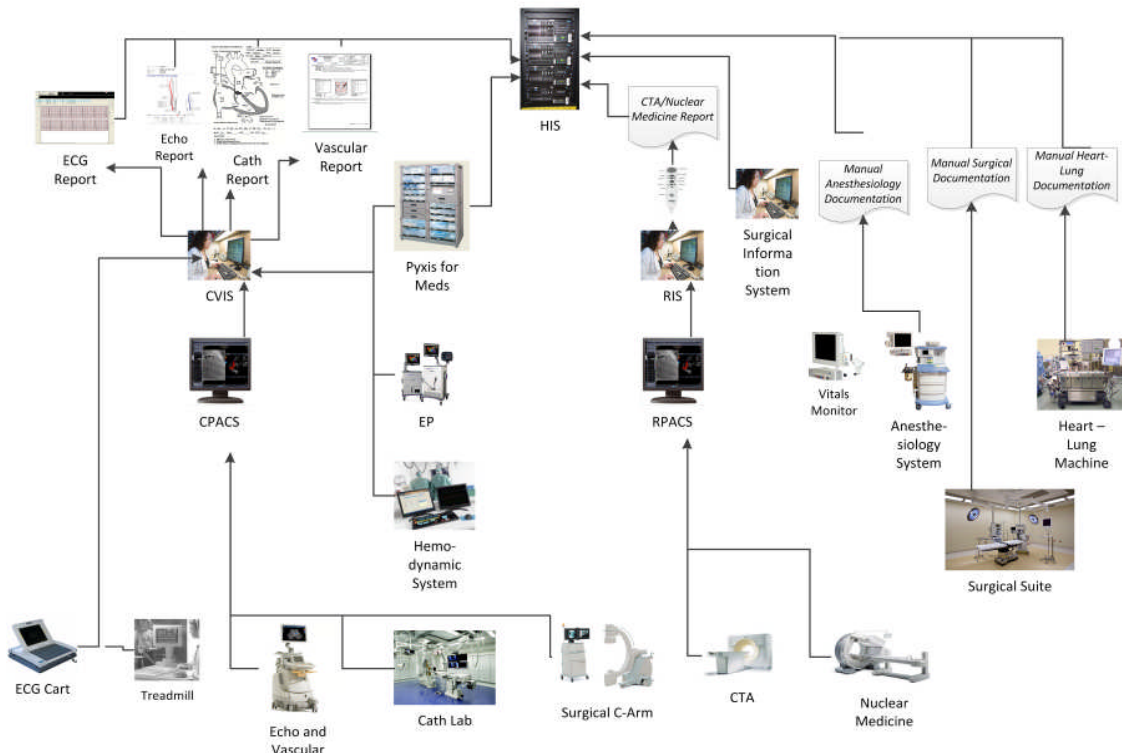 HIS
CTA/Nuclear
Medicine Report
ECG
Report
Echo
Report
Cath
Report
Vascular
Report
Manual
Anesthesiology
Documentation
Manual Surgical
Documentation
Manual Heart-
Lung
Documentation
CVIS
Pyxis for
Meds
RIS
Surgical
Informa
tion
System
CPACS
EP
RPACS
Vitals
Monitor
Anesthe-
siology
System
Heart –
Lung
Machine
Hemo-
dynamic
System
Surgical Suite
ECG Cart
Treadmill
Echo and
Vascular
Cath Lab
Surgical C-Arm
CTA
Nuclear
Medicine